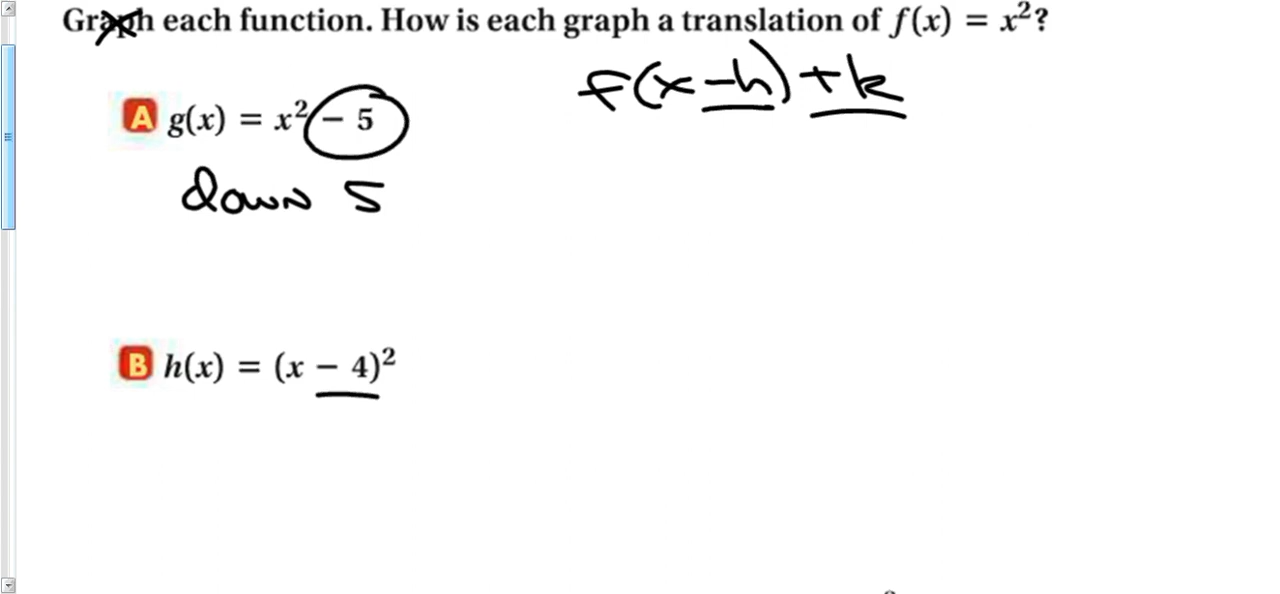 Graph each function. How is each graph a translation of f(x) = x²?
f(x-h)+k
A g(x) = x² − 5
down 5
B h(x) = (x − 4)²